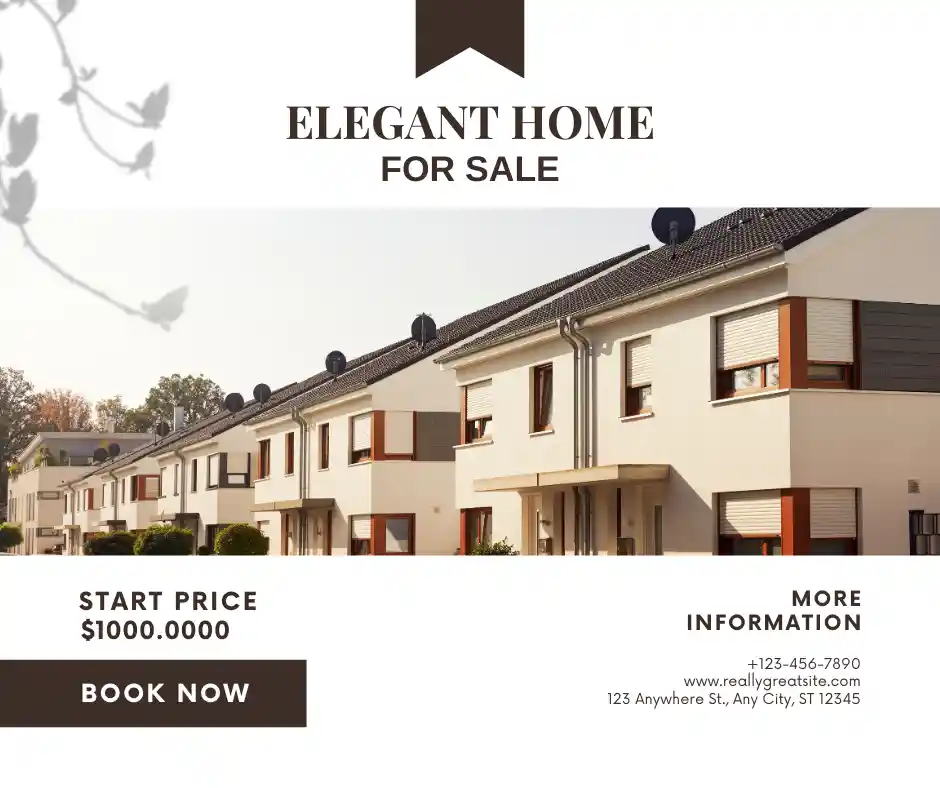 ELEGANT HOME
FOR SALE
START PRICE
$1000.0000
BOOK NOW
MORE
INFORMATION
+123-456-7890
www.reallygreatsite.com
123 Anywhere St., Any City, ST 12345